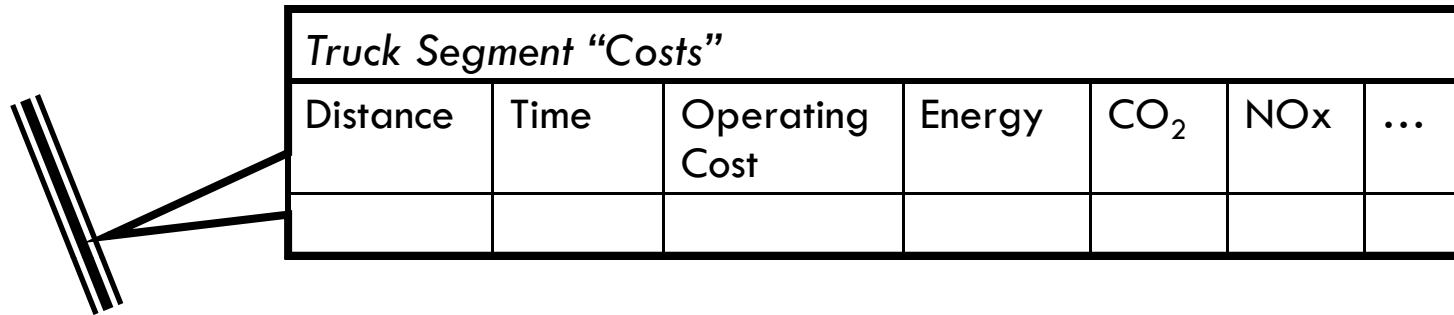 Truck Segment “Costs”
Distance Time Operating Cost Energy CO₂ NOx …